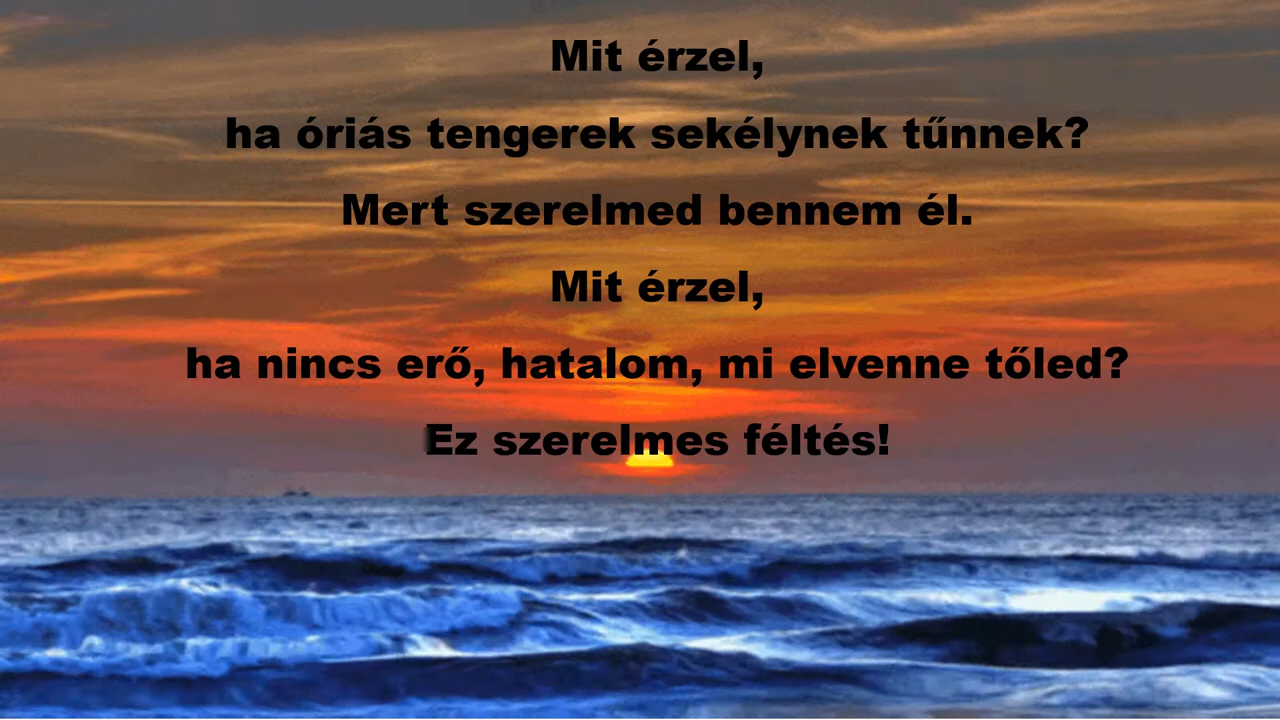 Mit érzel,
ha óriás tengerek sekélynek tűnnek?
Mert szerelmed bennem él.
Mit érzel,
ha nincs erő, hatalom, mi elvenne tőled?
Ez szerelmes féltés!